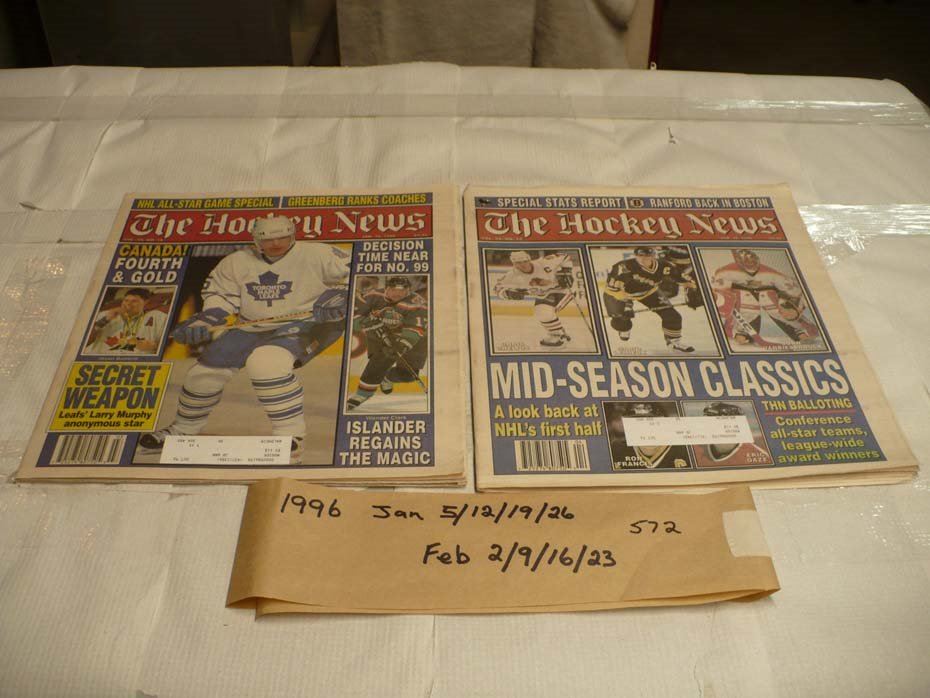 NHL ALL-STAR GAME SPECIAL GREENBERG RANKS COACHES
The Hockey News
CANADA!
FOURTH
& GOLD
DECISION
TIME NEAR
FOR NO. 99
TORONTO
MAPLE
LEAFS
SECRET
WEAPON
Leafs' Larry Murphy
anonymous star
Wendel Clark
ISLANDER
REGAINS
THE MAGIC
SPECIAL STATS REPORT B RANFORD BACK IN BOSTON
The Hockey News
MID-SEASON CLASSICS
A look back at
NHL's first half
RON
FRANCIS
ERIC
DAZE
THN BALLOTING
Conference
all-star teams,
league-wide
award winners
1996 Jan 5/12/19/26 572
Feb 2/9/16/23